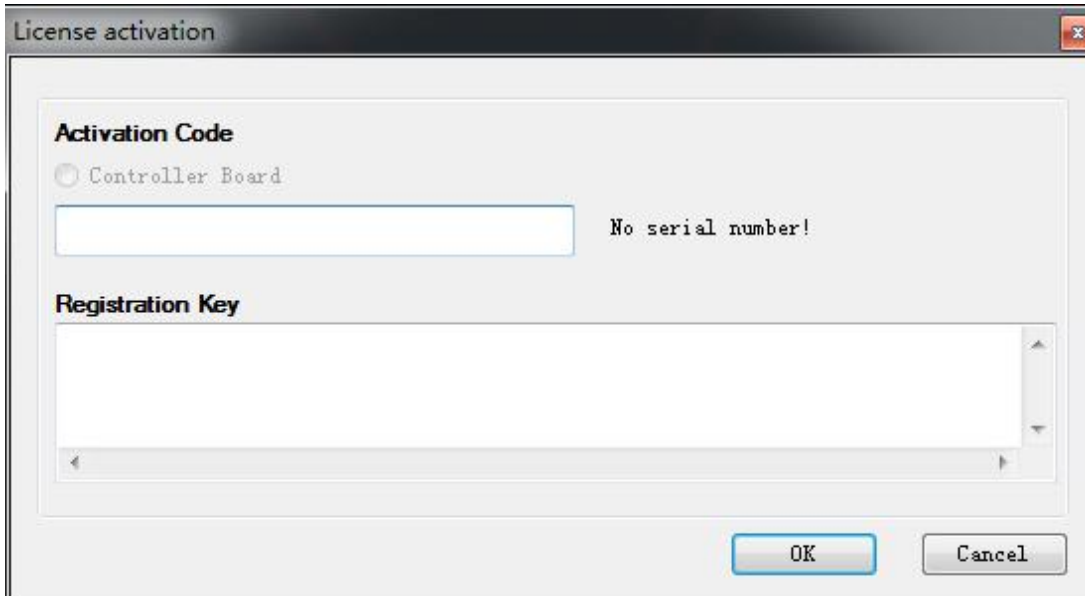 License activation
Activation Code
Controller Board
No serial number!
Registration Key
OK
Cancel